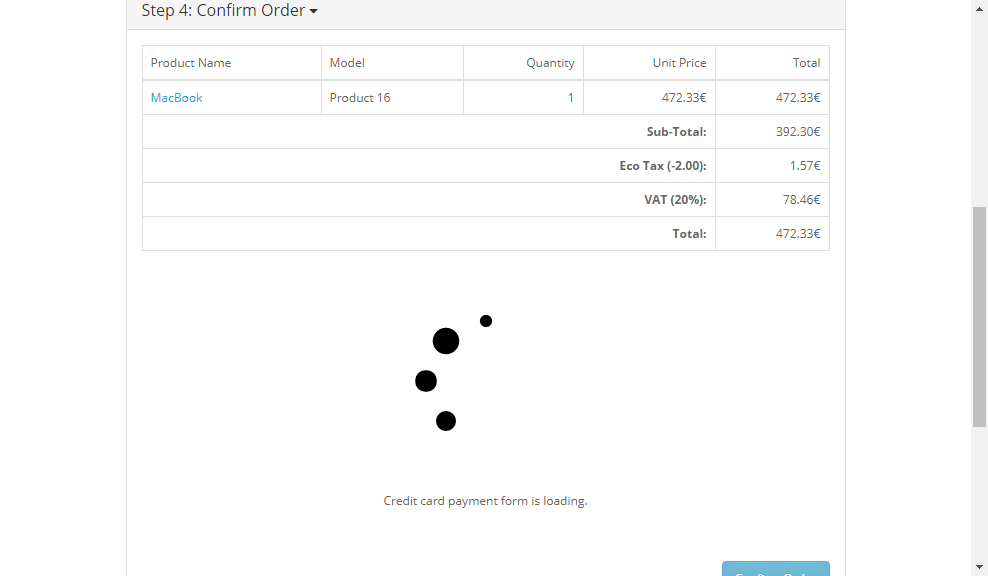 Step 4: Confirm Order
Product Name Model Quantity Unit Price Total
MacBook Product 16 1 472.33€ 472.33€
Sub-Total: 392.30€
Eco Tax (-2.00): 1.57€
VAT (20%): 78.46€
Total: 472.33€
Credit card payment form is loading.